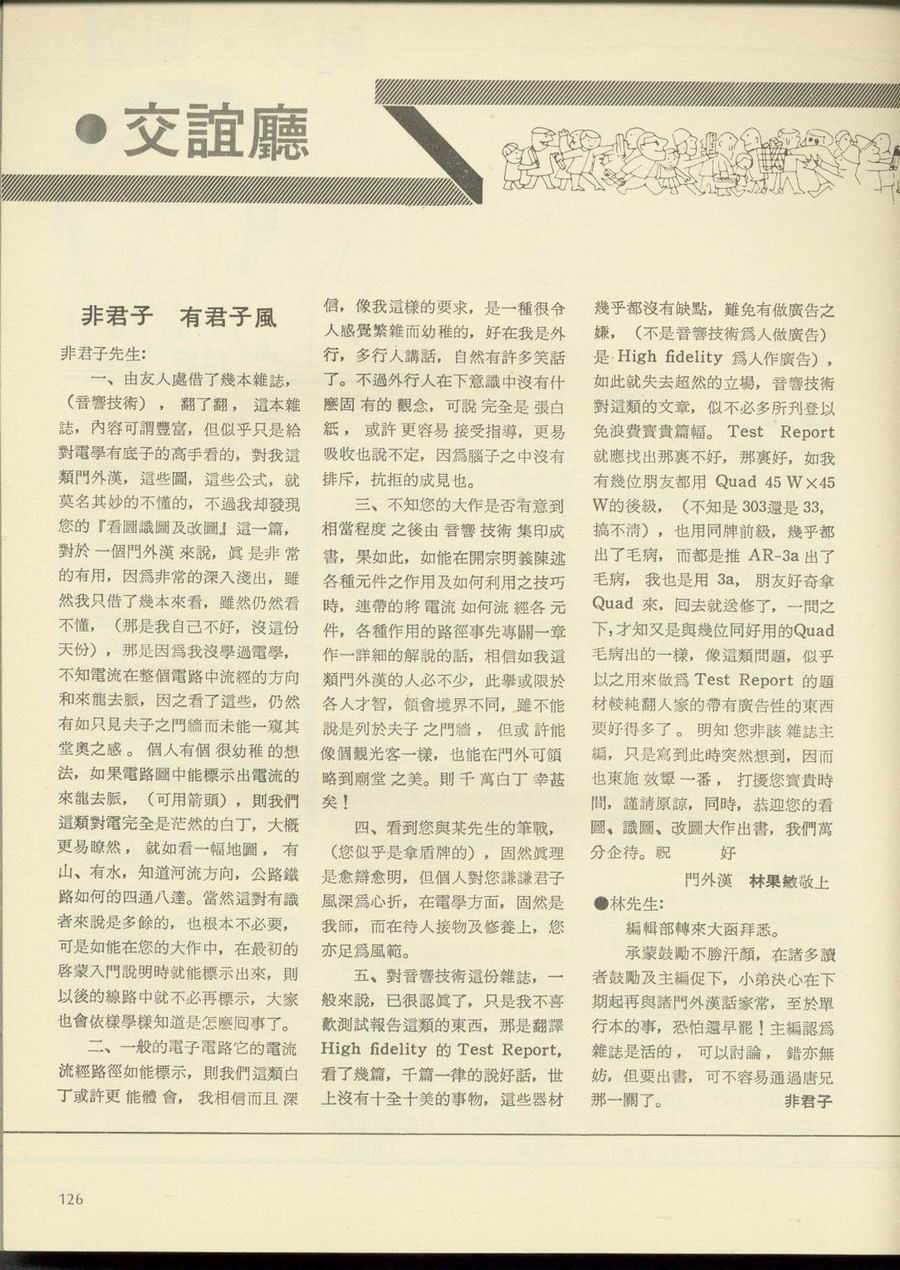 ●交誼廳
非君子 有君子風
非君子先生：
一、由友人處借了幾本雜誌，
（音響技術），翻了翻，這本雜
誌，內容可謂豐富，但似乎只是給
對電學有底子的高手看的，對我這
類門外漢，這些圖，這些公式，就
莫名其妙的不懂的，不過我却發現
您的『看圖識圖及改圖』這一篇，
對於一個門外漢來說，眞是非常
的有用，因爲非常的深入淺出，雖
然我只借了幾本來看，雖然仍然看
不懂，（那是我自己不好，沒這份
天份），那是因爲我沒學過電學，
不知電流在整個電路中流經的方向
和來龍去脈，因之看了這些，仍然
有如只見夫子之門牆而未能一窺其
堂奧之感。個人有個很幼稚的想
法，如果電路圖中能標示出電流的
來龍去脈，（可用箭頭），則我們
這類對電完全是茫然的白丁，大概
更易瞭然，就如看一幅地圖，有
山、有水，知道河流方向，公路鐵
路如何的四通八達。當然這對有識
者來說是多餘的，也根本不必要，
可是如能在您的大作中，在最初的
啓蒙入門說明時就能標示出來，則
以後的線路中就不必再標示，大家
也會依樣學樣知道是怎麼囘事了。
二、一般的電子電路它的電流
流經路徑如能標示，則我們這類白
丁或許更能體會，我相信而且深
信，像我這樣的要求，是一種很令
人感覺繁雜而幼稚的，好在我是外
行，多行人講話，自然有許多笑話
了。不過外行人在下意識中沒有什
麼固有的觀念，可說完全是張白
紙，或許更容易接受指導，更易
吸收也說不定，因爲腦子之中沒有
排斥，抗拒的成見也。
三、不知您的大作是否有意到
相當程度之後由音響技術集印成
書，果如此，如能在開宗明義陳述
各種元件之作用及如何利用之技巧
時，連帶的將電流如何流經各元
件，各種作用的路徑事先專闢一章
作一詳細的解說的話，相信如我這
類門外漢的人必不少，此擧或限於
各人才智，領會境界不同，雖不能
說是列於夫子之門牆，但或許能
像個觀光客一樣，也能在門外可領
略到廟堂之美。則千萬白丁幸甚
矣！
四、看到您與某先生的筆戰，
（您似乎是拿盾牌的），固然眞理
是愈辯愈明，但個人對您謙謙君子
風深爲心折，在電學方面，固然是
我師，而在待人接物及修養上，您
亦足爲風範。
五、對音響技術這份雜誌，一
般來說，已很認眞了，只是我不喜
歡測試報告這類的東西，那是翻譯
High fidelity 的 Test Report,
看了幾篇，千篇一律的說好話，世
上沒有十全十美的事物，這些器材
幾乎都沒有缺點，難免有做廣告之
嫌，（不是音響技術爲人做廣告）
是 High fidelity 爲人作廣告），
如此就失去超然的立場，音響技術
對這類的文章，似不必多所刋登以
免浪費寶貴篇幅。Test Report
就應找出那裏不好，那裏好，如我
有幾位朋友都用 Quad 45 W×45
W的後級，（不知是303還是33，
搞不清），也用同牌前級，幾乎都
出了毛病，而都是推 AR-3a 出了
毛病，我也是用 3a，朋友好奇拿
Quad 來，囘去就送修了，一問之
下，才知又是與幾位同好用的Quad
毛病出的一樣，像這類問題，似乎
以之用來做爲 Test Report 的題
材較純翻人家的帶有廣告性的東西
要好得多了。明知您非該雜誌主
編，只是寫到此時突然想到，因而
也東施效顰一番，打擾您寶貴時
間，謹請原諒，同時，恭迎您的看
圖、識圖、改圖大作出書，我們萬
分企待。祝 好
門外漢 林果敏敬上
●林先生：
編輯部轉來大函拜悉。
承蒙鼓勵不勝汗顏，在諸多讀
者鼓勵及主編促下，小弟決心在下
期起再與諸門外漢話家常，至於單
行本的事，恐怕還早罷！主編認爲
雜誌是活的，可以討論，錯亦無
妨，但要出書，可不容易通過唐兄
那一關了。 非君子
126